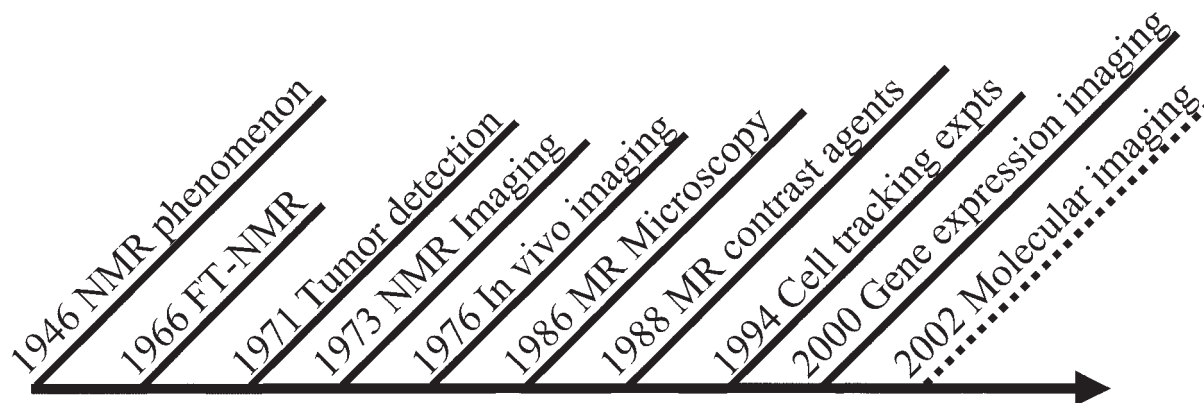 1946 NMR phenomenon
1966 FT-NMR
1971 Tumor detection
1973 NMR Imaging
1976 In vivo imaging
1986 MR Microscopy
1988 MR contrast agents
1994 Cell tracking expts
2000 Gene expression imaging
2002 Molecular imaging